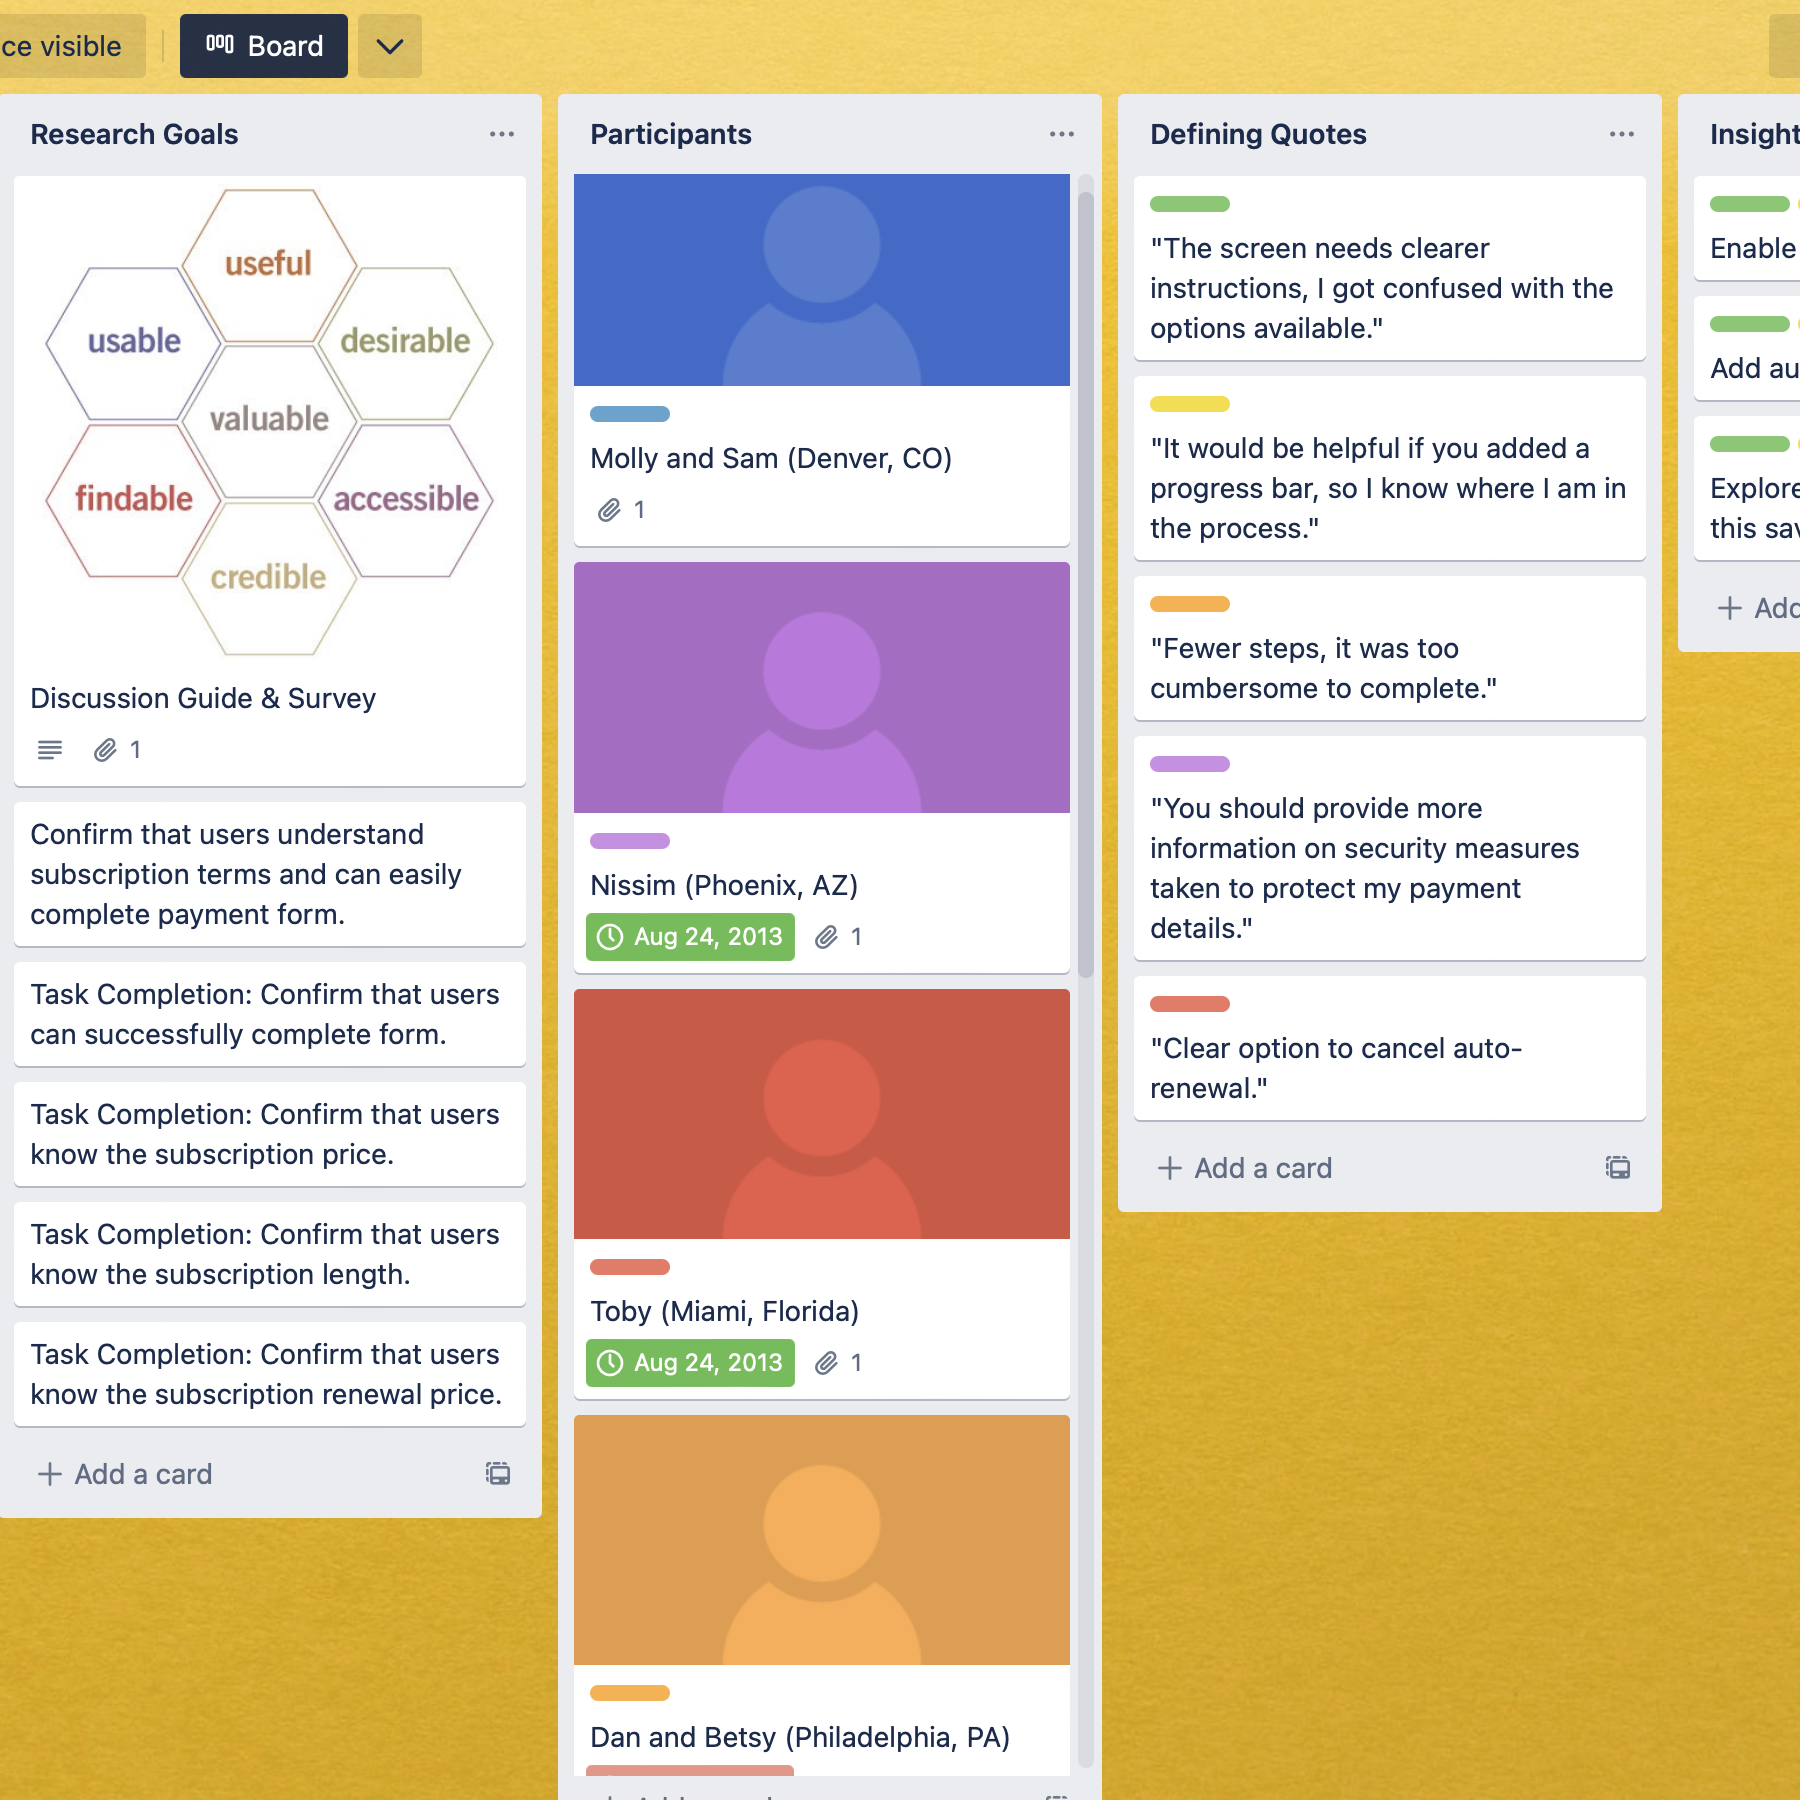 ce visible
Board
Research Goals
useful
usable
desirable
valuable
findable
accessible
credible
Discussion Guide & Survey
1
Confirm that users understand
subscription terms and can easily
complete payment form.
Task Completion: Confirm that users
can successfully complete form.
Task Completion: Confirm that users
know the subscription price.
Task Completion: Confirm that users
know the subscription length.
Task Completion: Confirm that users
know the subscription renewal price.
Add a card
Participants
Molly and Sam (Denver, CO)
1
Nissim (Phoenix, AZ)
Aug 24, 2013 1
Toby (Miami, Florida)
Aug 24, 2013 1
Dan and Betsy (Philadelphia, PA)
Defining Quotes
"The screen needs clearer
instructions, I got confused with the
options available."
"It would be helpful if you added a
progress bar, so I know where I am in
the process."
"Fewer steps, it was too
cumbersome to complete."
"You should provide more
information on security measures
taken to protect my payment
details."
"Clear option to cancel auto-
renewal."
Add a card
Insight
Enable
Add au
Explore
this sav
Add